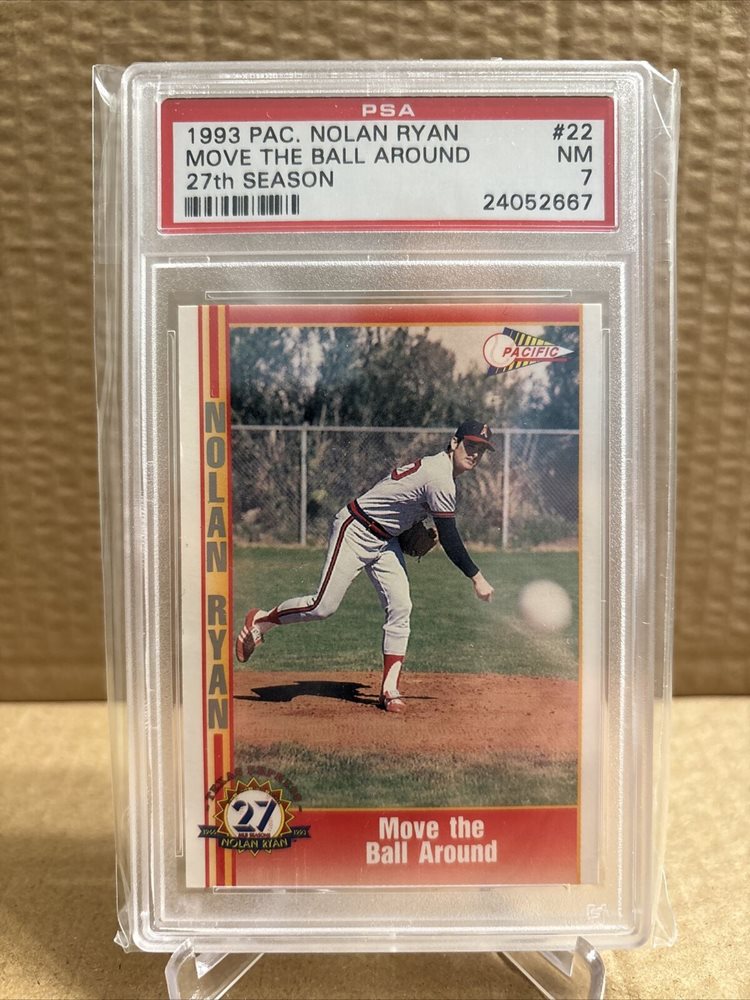 PSA
1993 PAC. NOLAN RYAN #22
MOVE THE BALL AROUND NM
27th SEASON 7
24052667
PACIFIC
NOLAN RYAN
27
1993
NOLAN RYAN
Move the
Ball Around